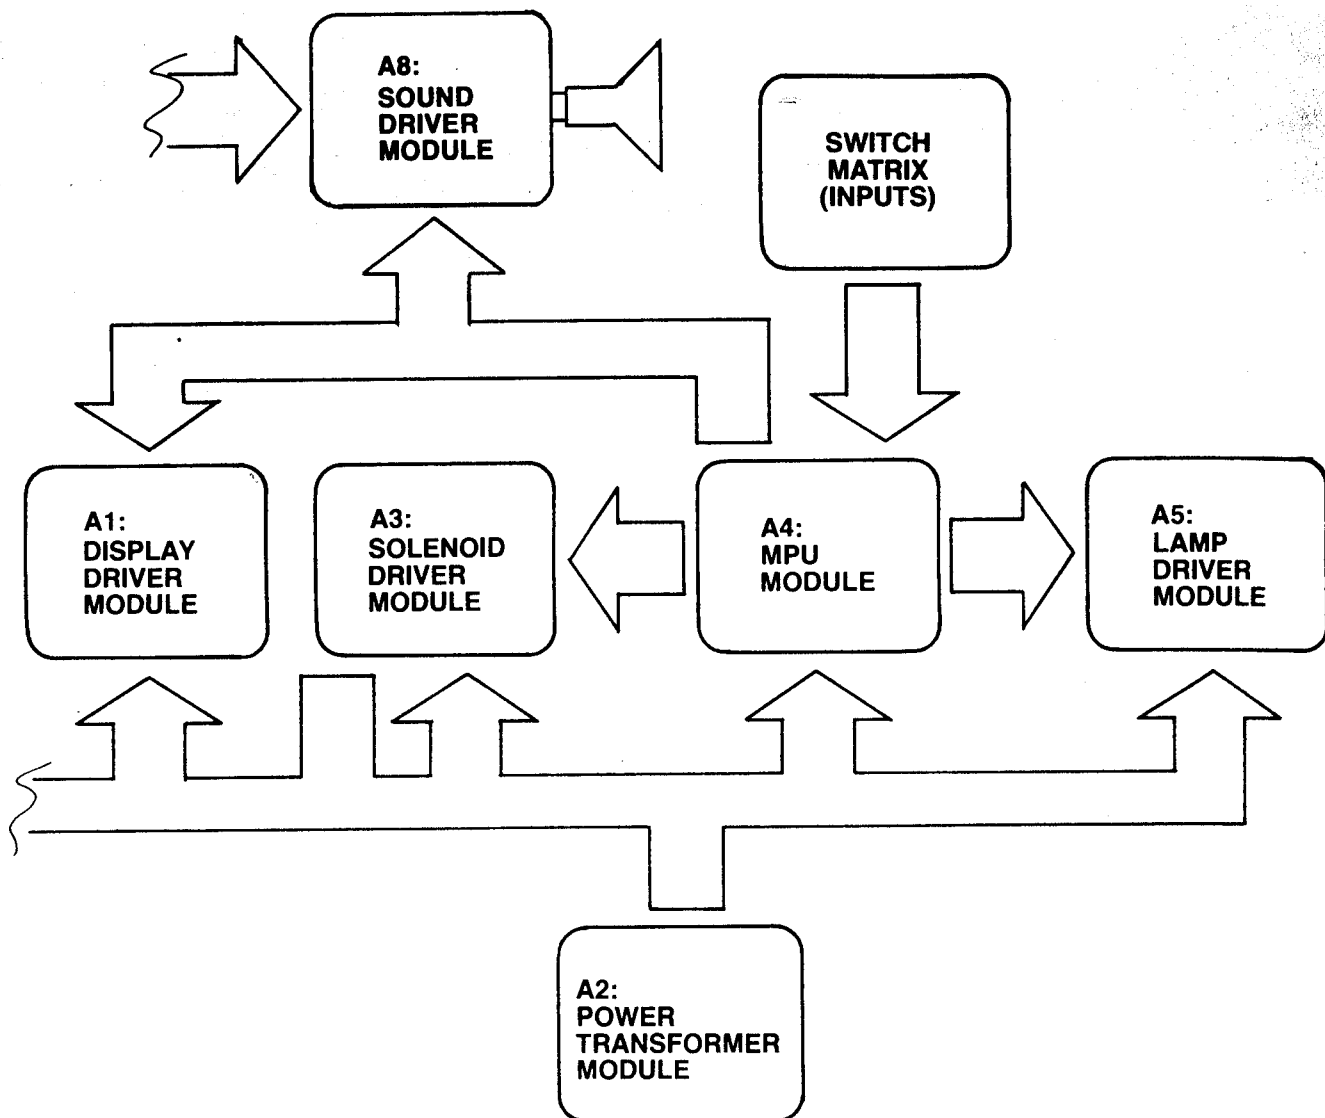 A8:
SOUND
DRIVER
MODULE
SWITCH
MATRIX
(INPUTS)
A1:
DISPLAY
DRIVER
MODULE
A3:
SOLENOID
DRIVER
MODULE
A4:
MPU
MODULE
A5:
LAMP
DRIVER
MODULE
A2:
POWER
TRANSFORMER
MODULE